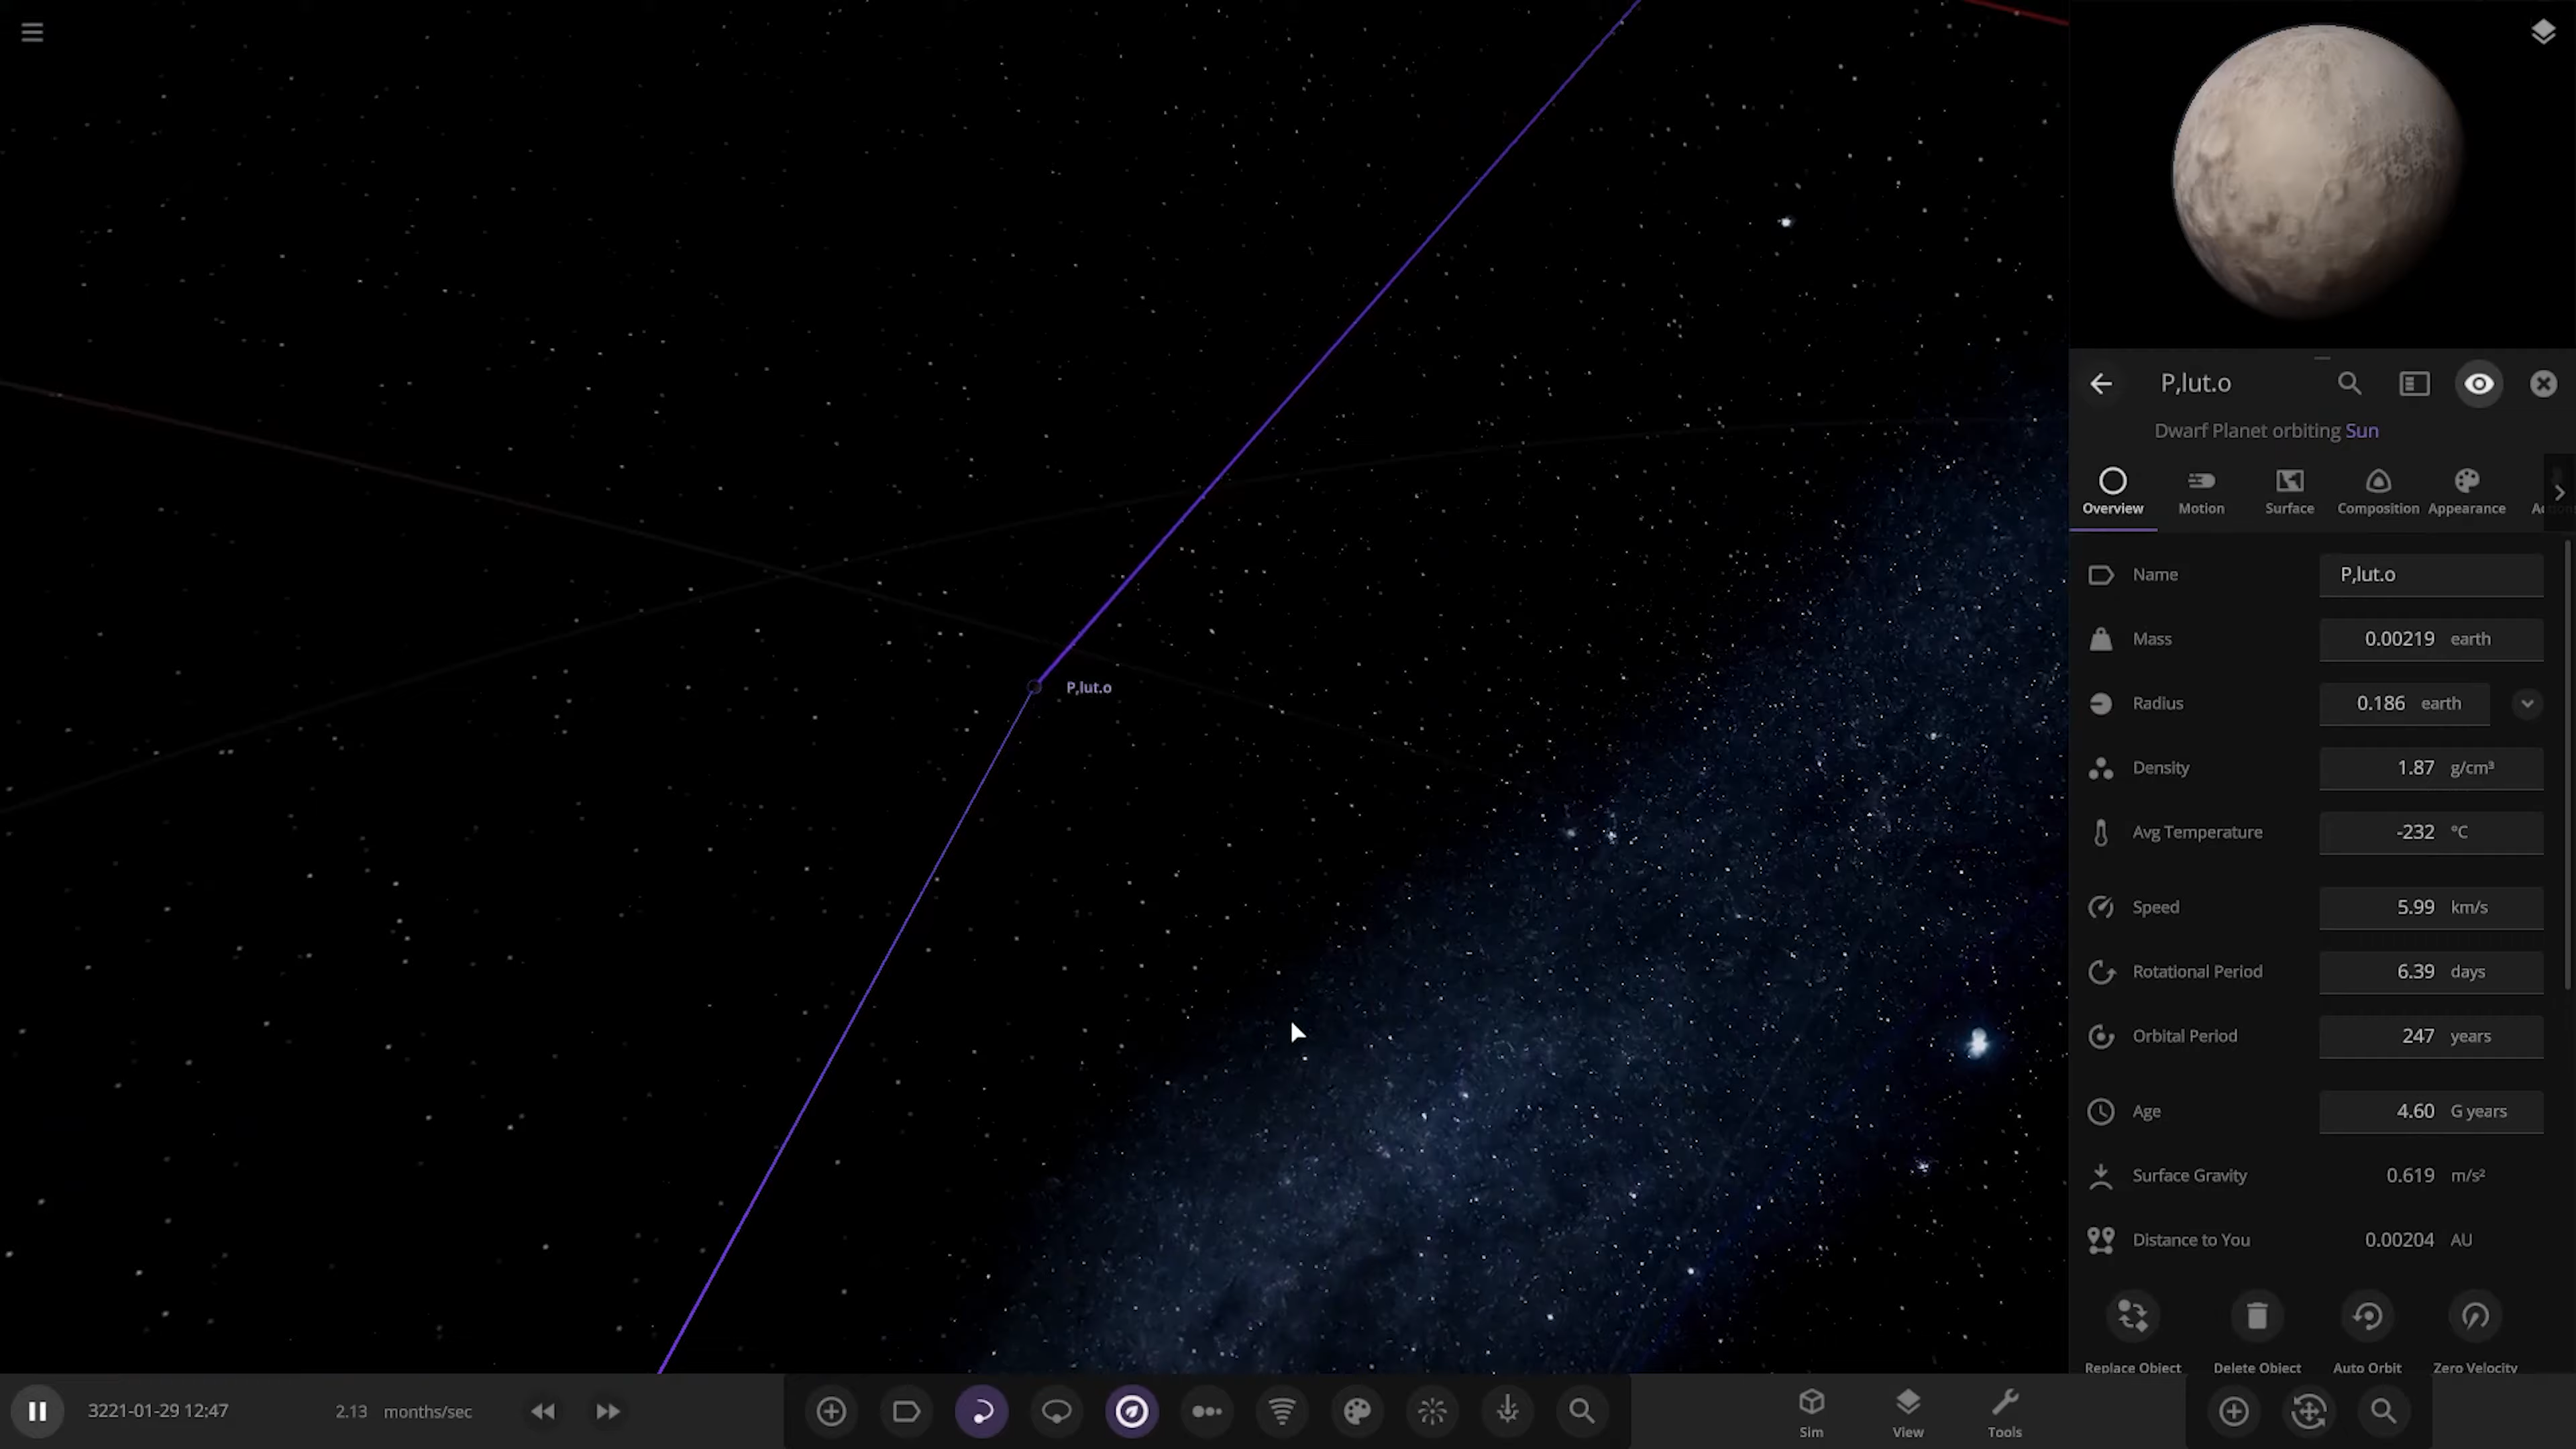 P,lut.o
P,lut.o
Dwarf Planet orbiting Sun
Overview
Motion
Surface
Composition
Appearance
Name P,lut.o
Mass 0.00219 earth
Radius 0.186 earth
Density 1.87 g/cm³
Avg Temperature -232 °C
Speed 5.99 km/s
Rotational Period 6.39 days
Orbital Period 247 years
Age 4.60 G years
Surface Gravity 0.619 m/s²
Distance to You 0.00204 AU
Replace Object
Delete Object
Auto Orbit
Zero Velocity
3221-01-29 12:47
2.13 months/sec
Sim
View
Tools